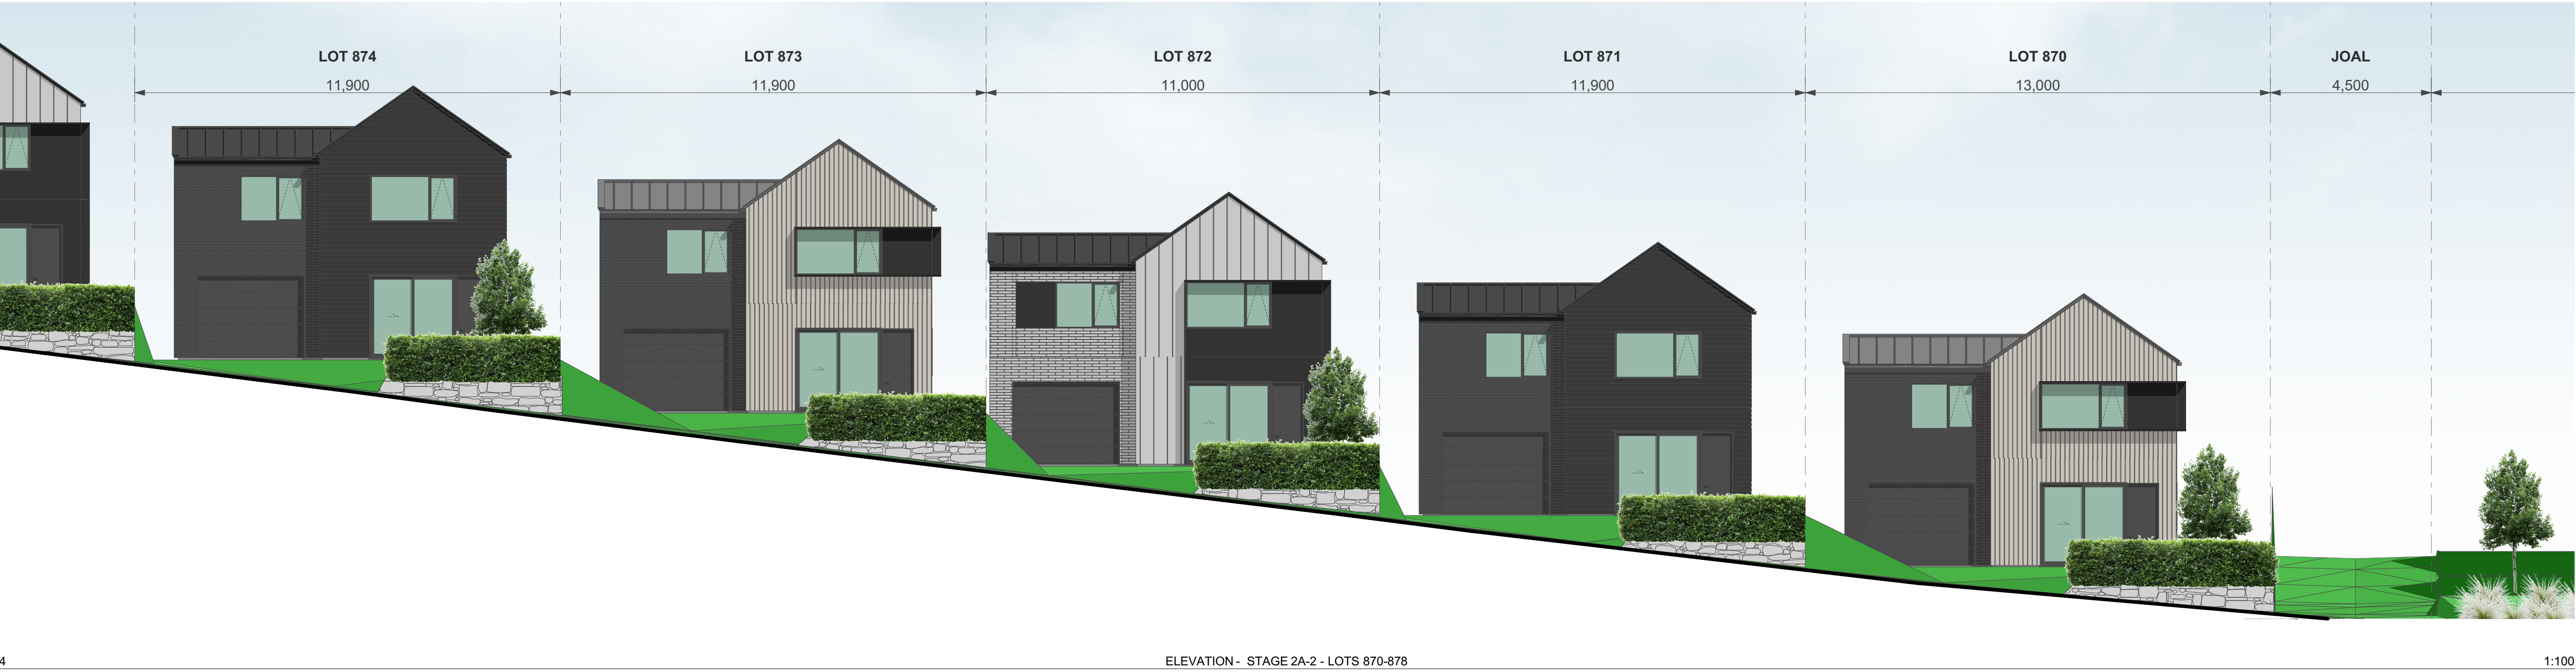 LOT 874
LOT 873
LOT 872
LOT 871
LOT 870
JOAL
11,900
11,900
11,000
11,900
13,000
4,500
4
ELEVATION - STAGE 2A-2 - LOTS 870-878
1:100